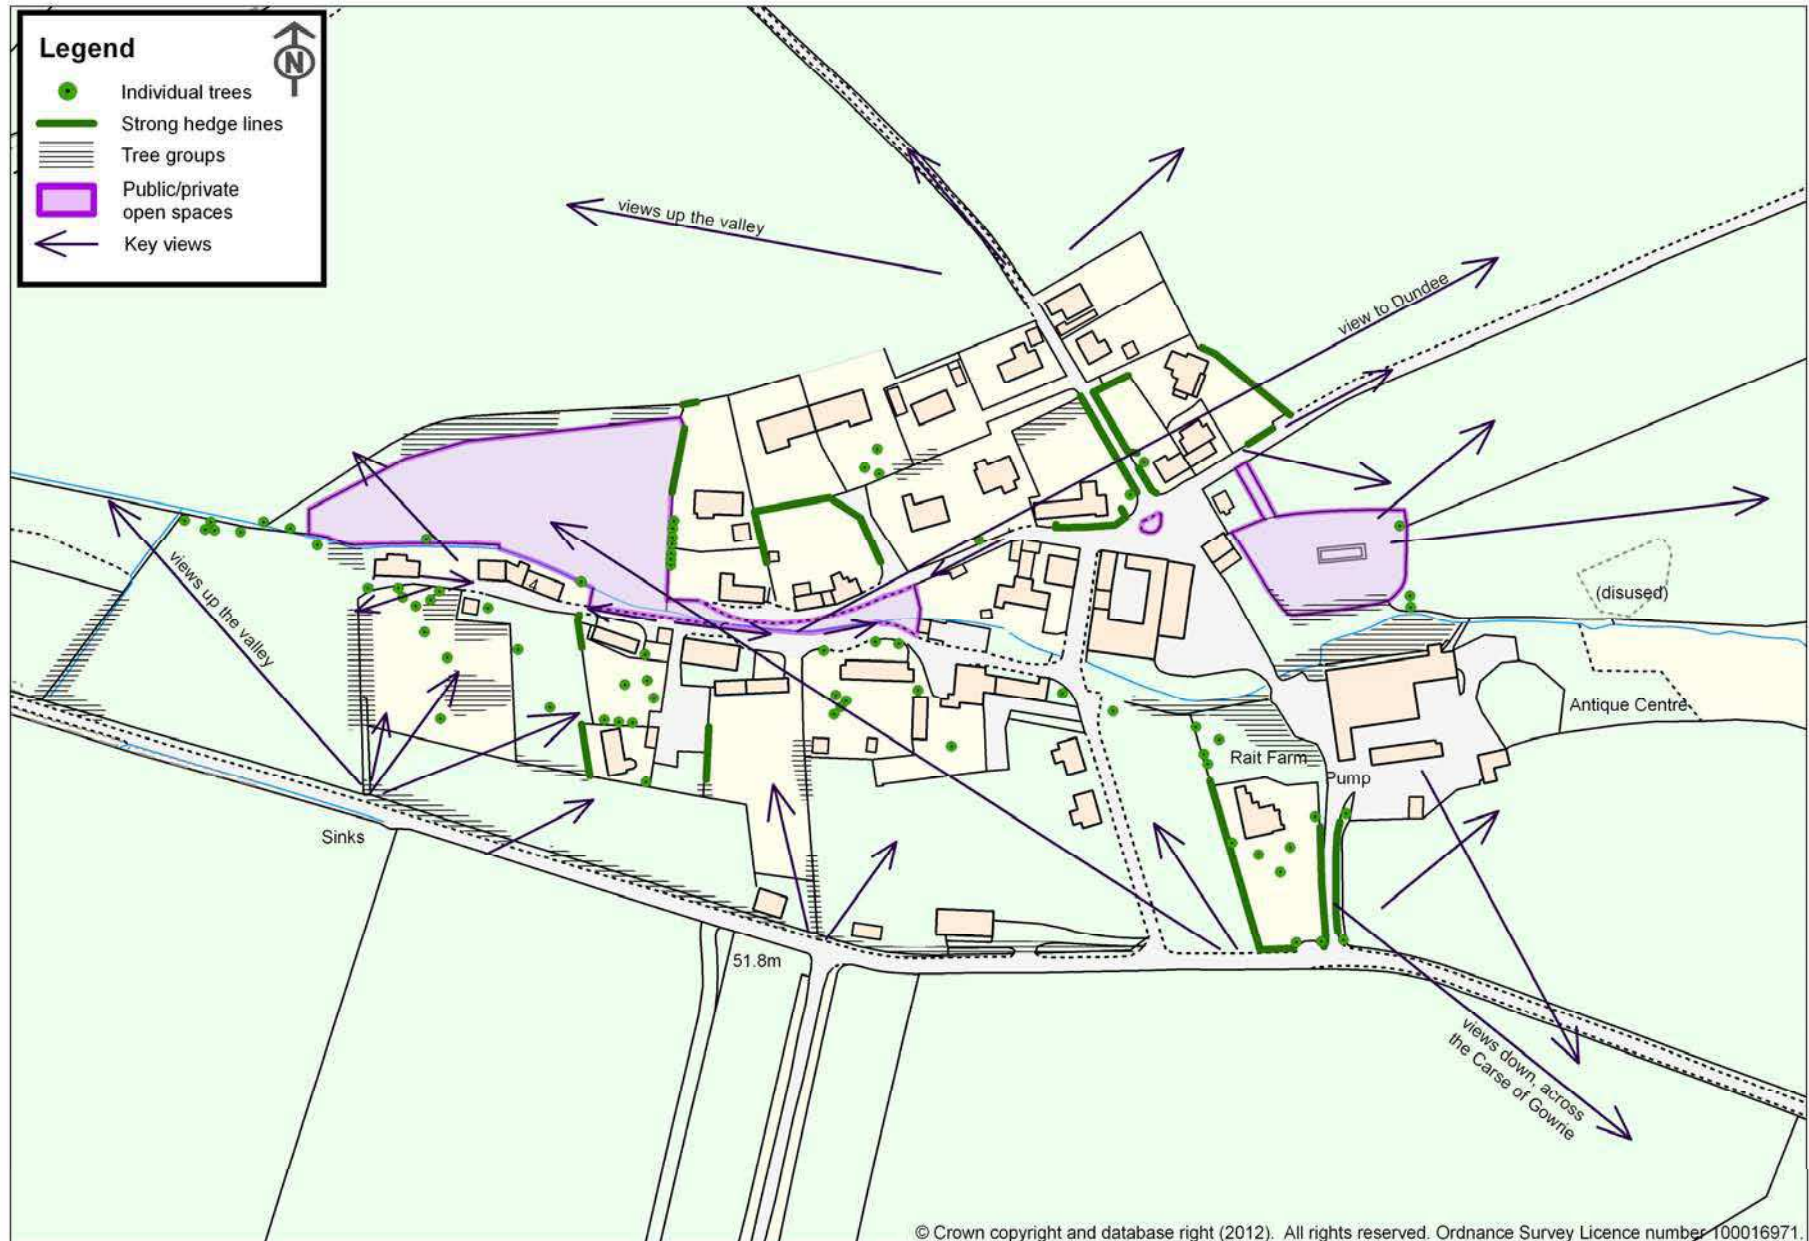 Legend
N
Individual trees
Strong hedge lines
Tree groups
Public/private
open spaces
Key views
views up the valley
view to Dundee
views up the valley
4
(disused)
Antique Centre
Rait Farm
Pump
Sinks
51.8m
views down, across
the Carse of Gowrie
© Crown copyright and database right (2012). All rights reserved. Ordnance Survey Licence number 100016971.